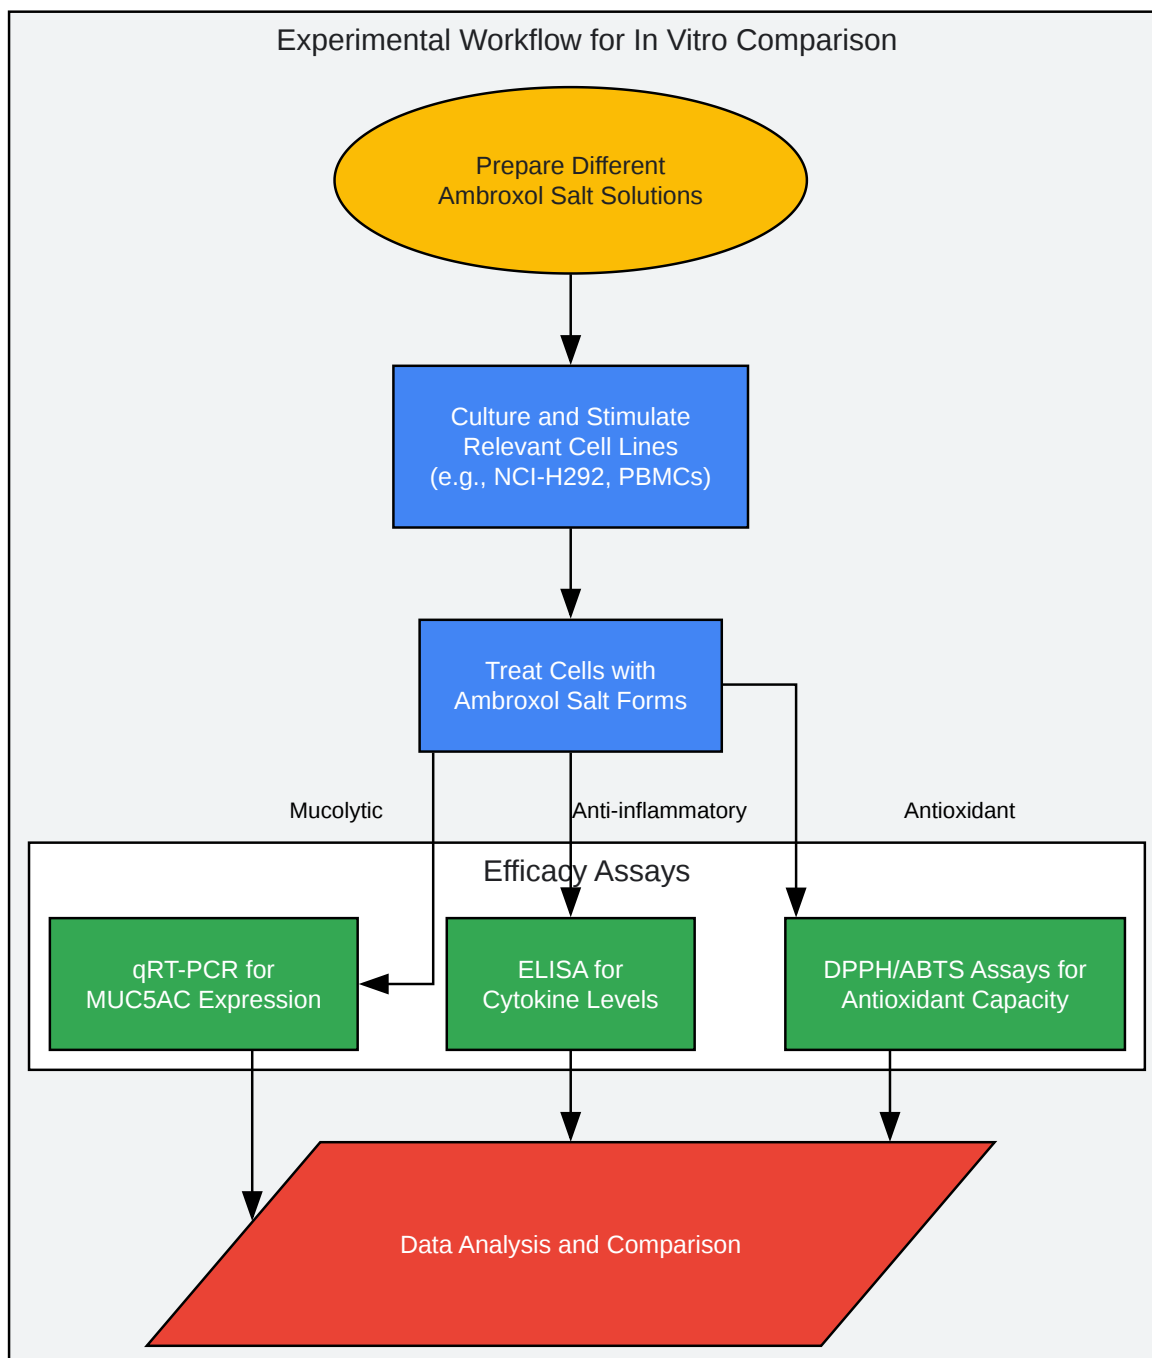 Experimental Workflow for In Vitro Comparison
Prepare Different
Ambroxol Salt Solutions
Culture and Stimulate
Relevant Cell Lines
(e.g., NCI-H292, PBMCs)
Treat Cells with
Ambroxol Salt Forms
Mucolytic
Anti-inflammatory
Antioxidant
Efficacy Assays
qRT-PCR for
MUC5AC Expression
ELISA for
Cytokine Levels
DPPH/ABTS Assays for
Antioxidant Capacity
Data Analysis and Comparison